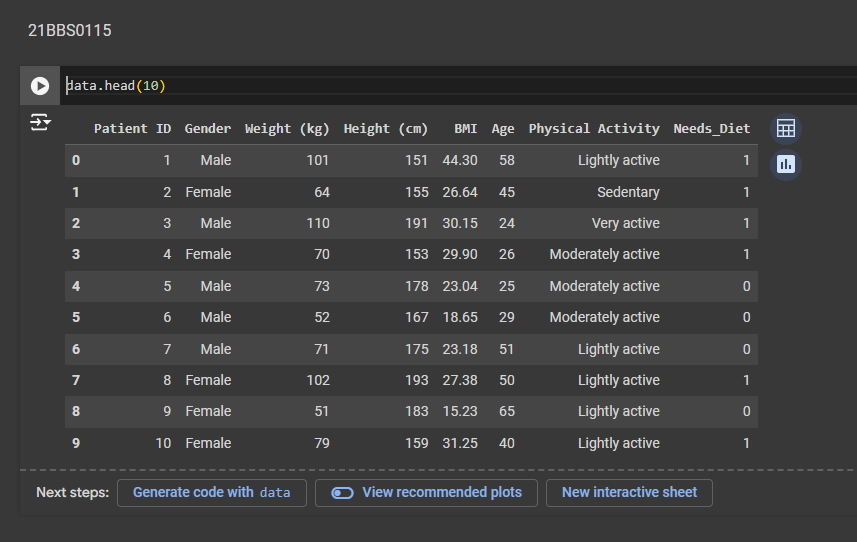 21BBS0115
data.head(10)
Patient ID Gender Weight (kg) Height (cm) BMI Age Physical Activity Needs_Diet
0 1 Male 101 151 44.30 58 Lightly active 1
1 2 Female 64 155 26.64 45 Sedentary 1
2 3 Male 110 191 30.15 24 Very active 1
3 4 Female 70 153 29.90 26 Moderately active 1
4 5 Male 73 178 23.04 25 Moderately active 0
5 6 Male 52 167 18.65 29 Moderately active 0
6 7 Male 71 175 23.18 51 Lightly active 0
7 8 Female 102 193 27.38 50 Lightly active 1
8 9 Female 51 183 15.23 65 Lightly active 0
9 10 Female 79 159 31.25 40 Lightly active 1
Next steps: Generate code with data View recommended plots New interactive sheet